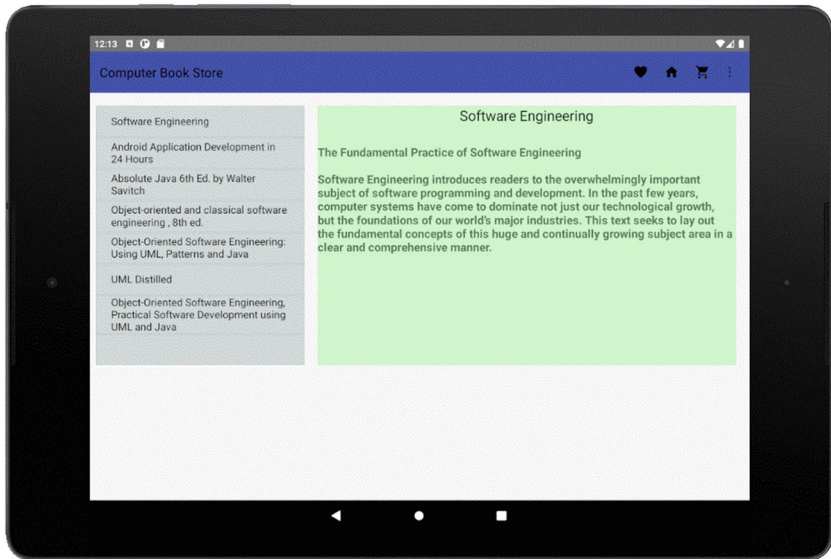 12:13
Computer Book Store
Software Engineering
Android Application Development in
24 Hours
Absolute Java 6th Ed. by Walter
Savitch
Object-oriented and classical software
engineering , 8th ed.
Object-Oriented Software Engineering:
Using UML, Patterns and Java
UML Distilled
Object-Oriented Software Engineering,
Practical Software Development using
UML and Java
Software Engineering
The Fundamental Practice of Software Engineering
Software Engineering introduces readers to the overwhelmingly important
subject of software programming and development. In the past few years,
computer systems have come to dominate not just our technological growth,
but the foundations of our world's major industries. This text seeks to lay out
the fundamental concepts of this huge and continually growing subject area in a
clear and comprehensive manner.